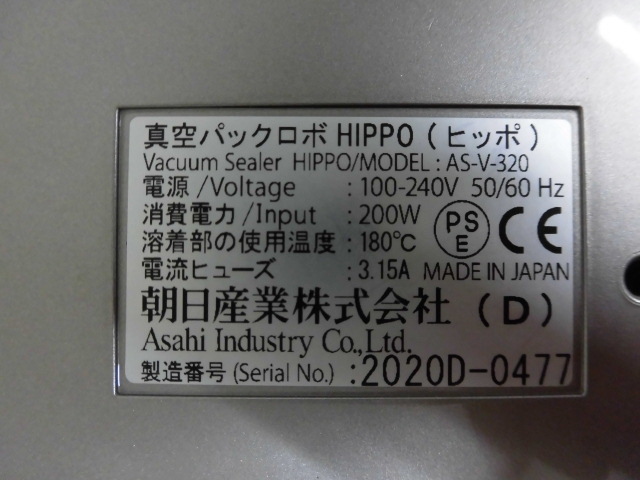 真空パックロボ HIPPO ( ヒッポ )
Vacuum Sealer HIPPO/MODEL : AS-V-320
電源 /Voltage : 100-240V 50/60 Hz
消費電力 /Input : 200W
溶着部の使用温度 : 180℃
PS E CE
電流ヒューズ : 3.15A MADE IN JAPAN
朝日産業株式会社 ( D )
Asahi Industry Co.,Ltd.
製造番号 (Serial No.) : 2020D-0477